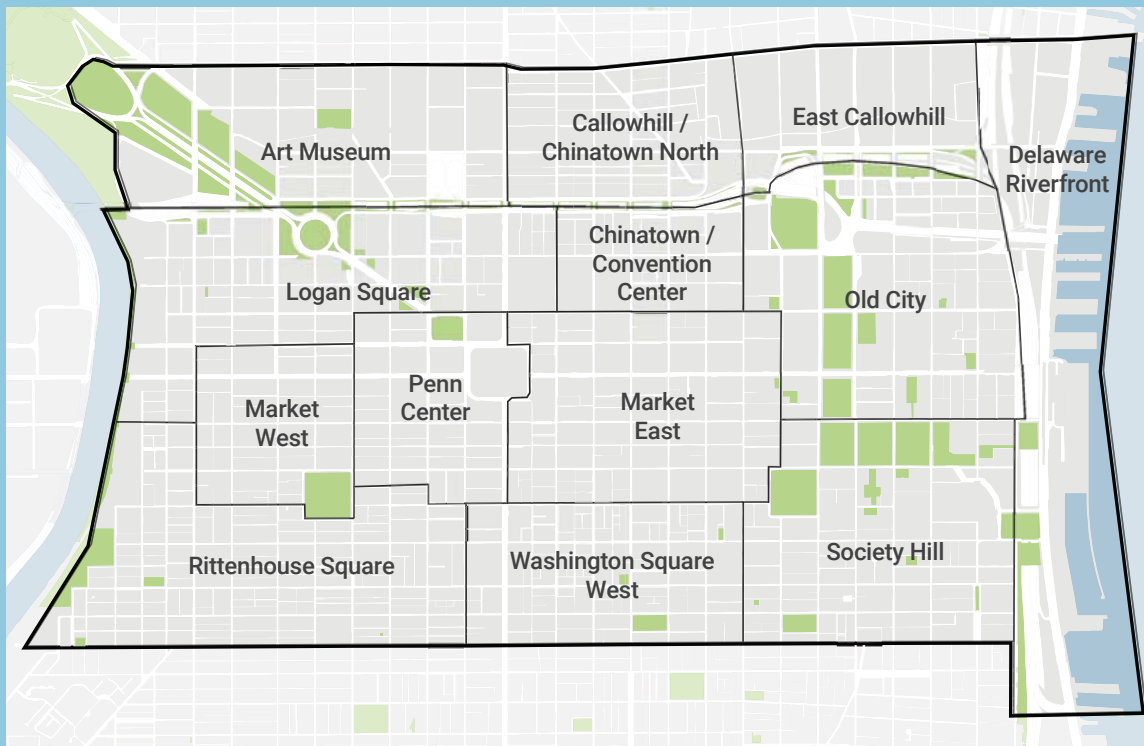 Art Museum
Callowhill /
Chinatown North
East Callowhill
Delaware
Riverfront
Logan Square
Chinatown /
Convention
Center
Old City
Market
West
Penn
Center
Market
East
Rittenhouse Square
Washington Square
West
Society Hill